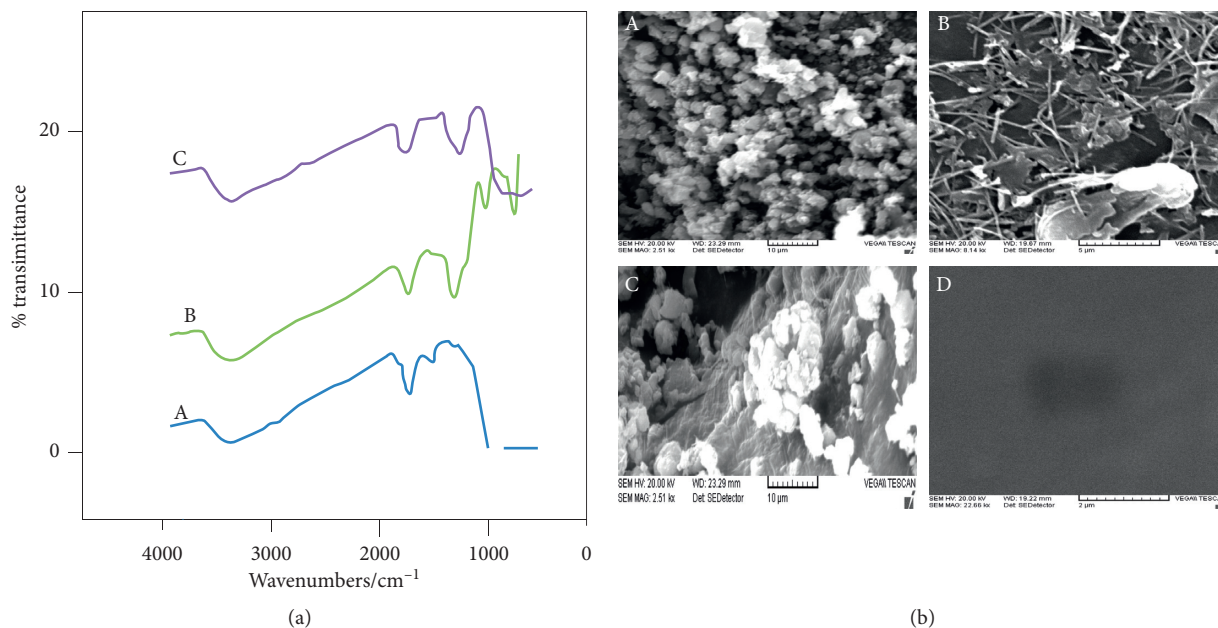 % transimittance
20
10
0
C
B
A
4000
3000
2000
1000
0
Wavenumbers/cm–1
(a)
A
SEM HV: 20.00 kV WD: 23.29 mm VEGA\\ TESCAN
SEM MAG: 2.51 kx Det: SEDetector 10 μm
B
SEM HV: 20.00 kV WD: 19.67 mm VEGA\\ TESCAN
SEM MAG: 8.14 kx Det: SEDetector 5 μm
C
SEM HV: 20.00 kV WD: 23.29 mm VEGA\\ TESCAN
SEM MAG: 2.51 kx Det: SEDetector 10 μm
D
SEM HV: 20.00 kV WD: 19.22 mm VEGA\\ TESCAN
SEM MAG: 22.66 kx Det: SEDetector 2 μm
(b)